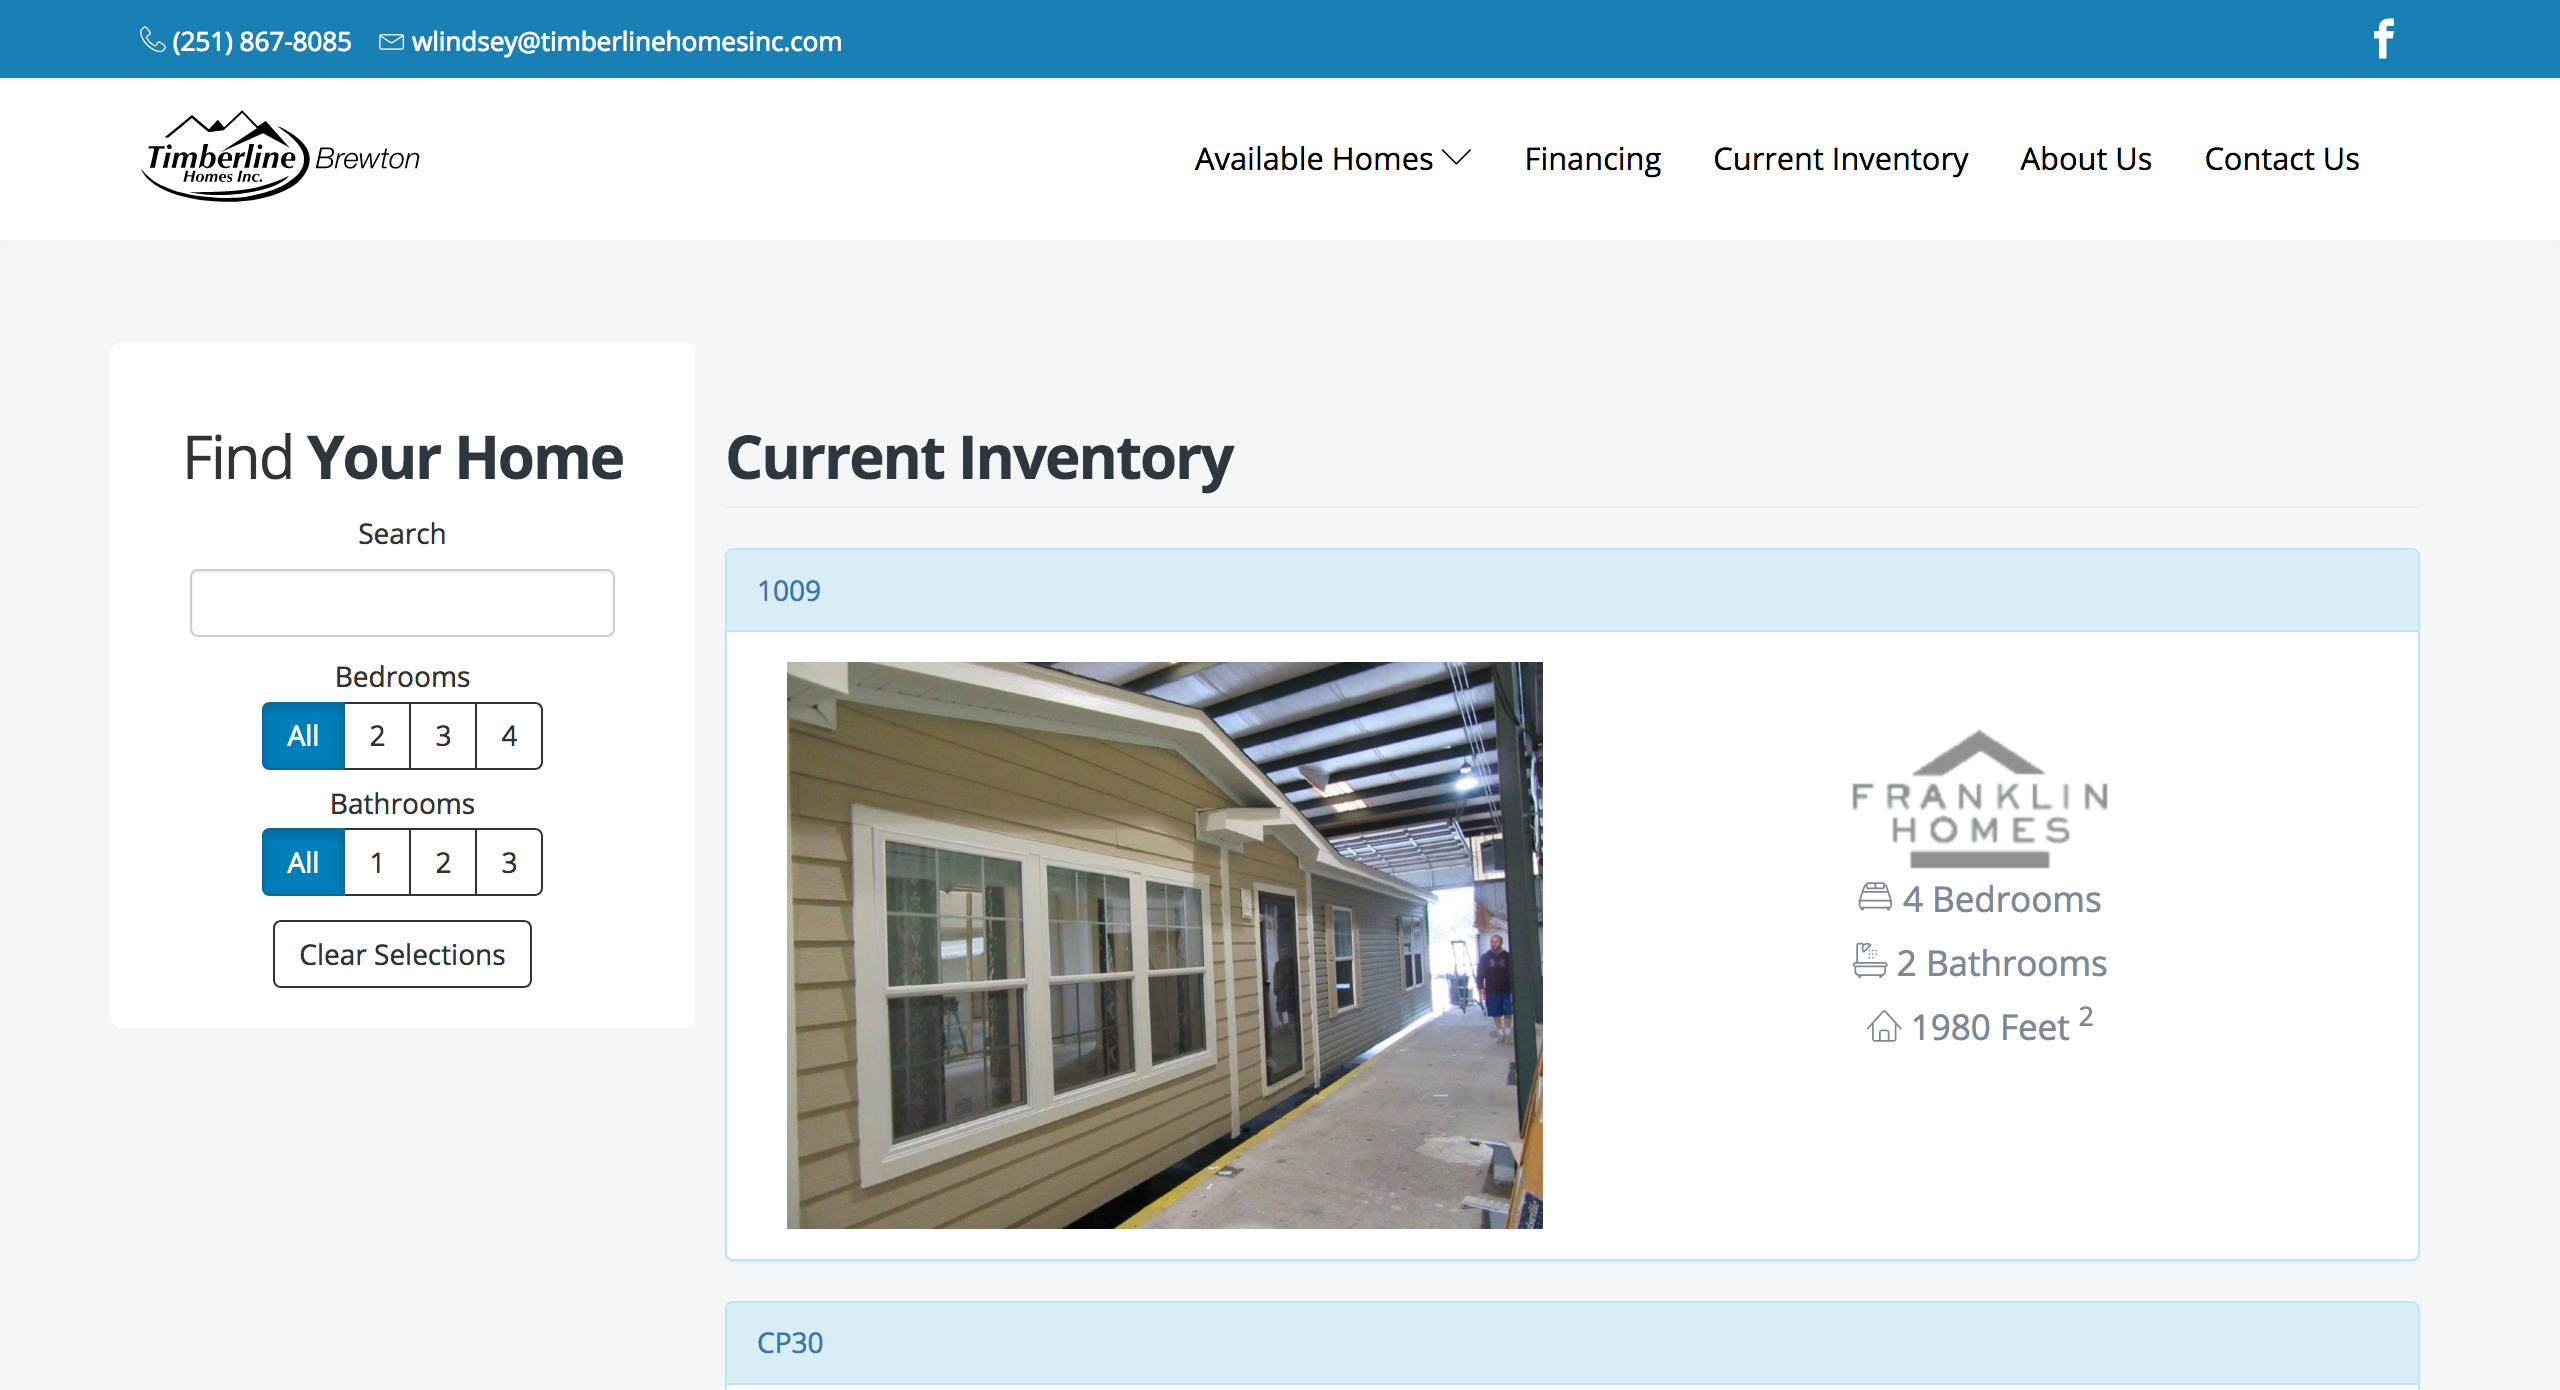 (251) 867-8085 wlindsey@timberlinehomesinc.com
f
Timberline
Homes Inc.
Brewton
Available Homes Financing Current Inventory About Us Contact Us
Find Your Home
Search
Bedrooms
All 2 3 4
Bathrooms
All 1 2 3
Clear Selections
Current Inventory
1009
FRANKLIN
HOMES
4 Bedrooms
2 Bathrooms
1980 Feet ²
CP30